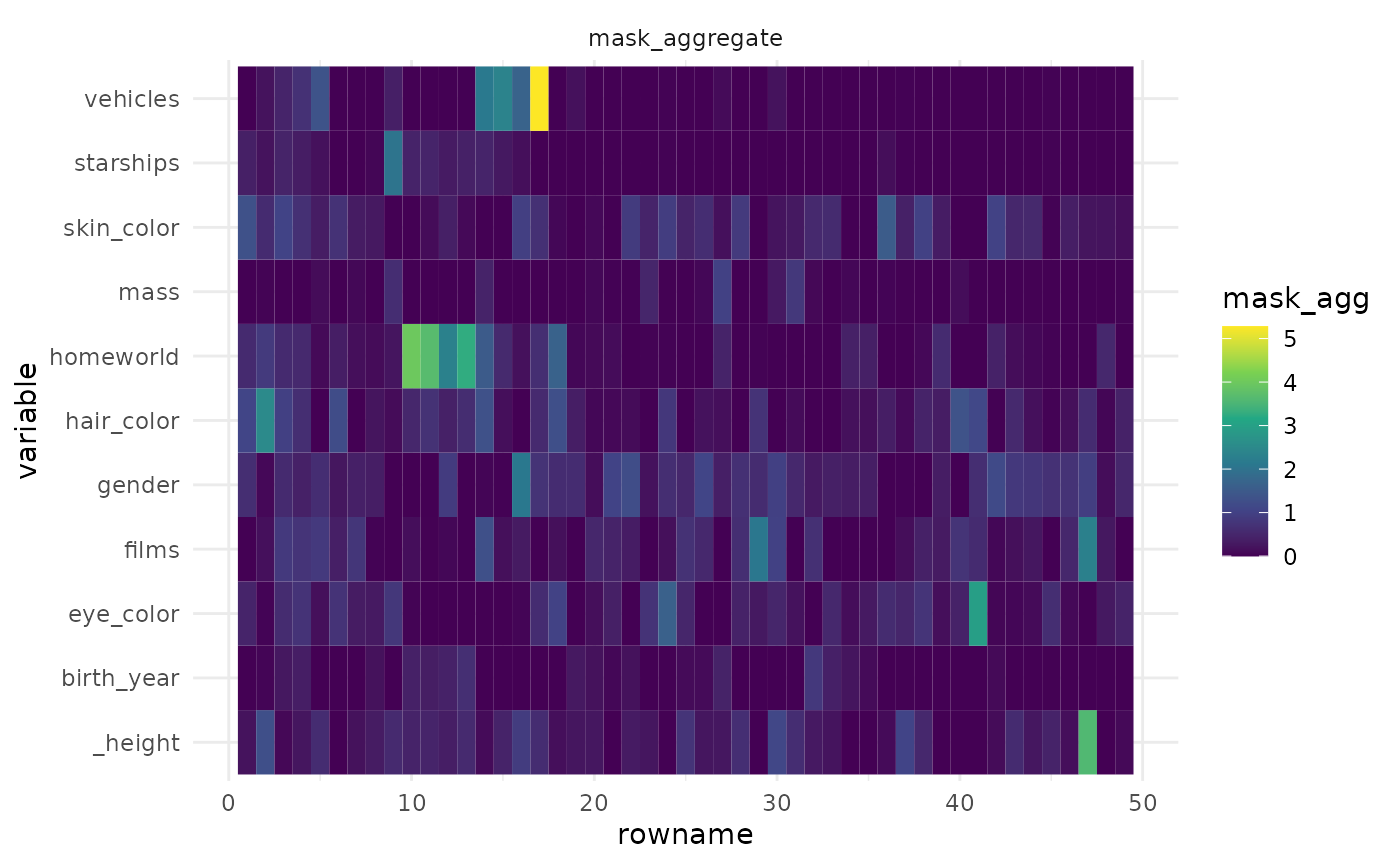 mask_aggregate
variable
vehicles
starships
skin_color
mass
homeworld
hair_color
gender
films
eye_color
birth_year
_height
0 10 20 30 40 50
rowname
mask_agg
5
4
3
2
1
0